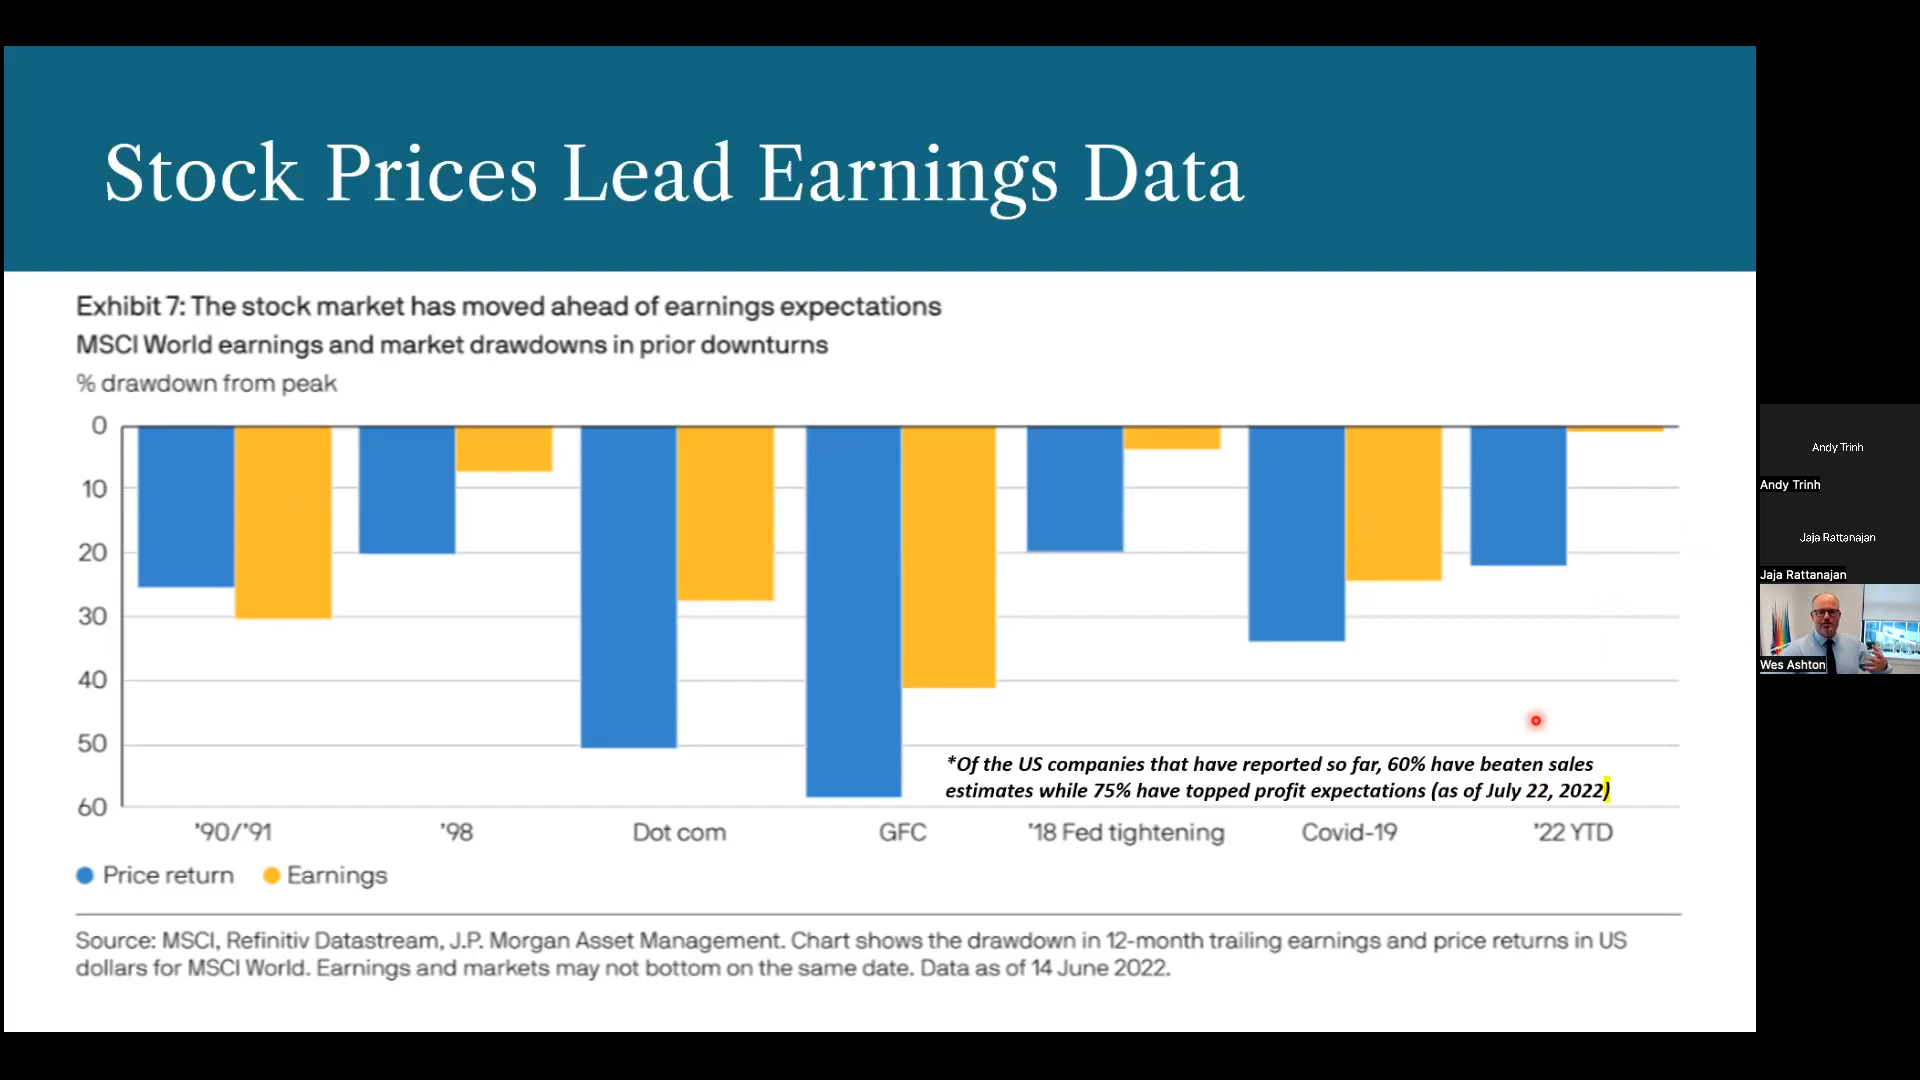 Stock Prices Lead Earnings Data
Exhibit 7: The stock market has moved ahead of earnings expectations
MSCI World earnings and market drawdowns in prior downturns
% drawdown from peak
0
10
20
30
40
50
60
*Of the US companies that have reported so far, 60% have beaten sales
estimates while 75% have topped profit expectations (as of July 22, 2022)
'90/'91
'98
Dot com
GFC
'18 Fed tightening
Covid-19
'22 YTD
Price return
Earnings
Source: MSCI, Refinitiv Datastream, J.P. Morgan Asset Management. Chart shows the drawdown in 12-month trailing earnings and price returns in US
dollars for MSCI World. Earnings and markets may not bottom on the same date. Data as of 14 June 2022.
Andy Trinh
Andy Trinh
Jaja Rattanajan
Jaja Rattanajan
Wes Ashton